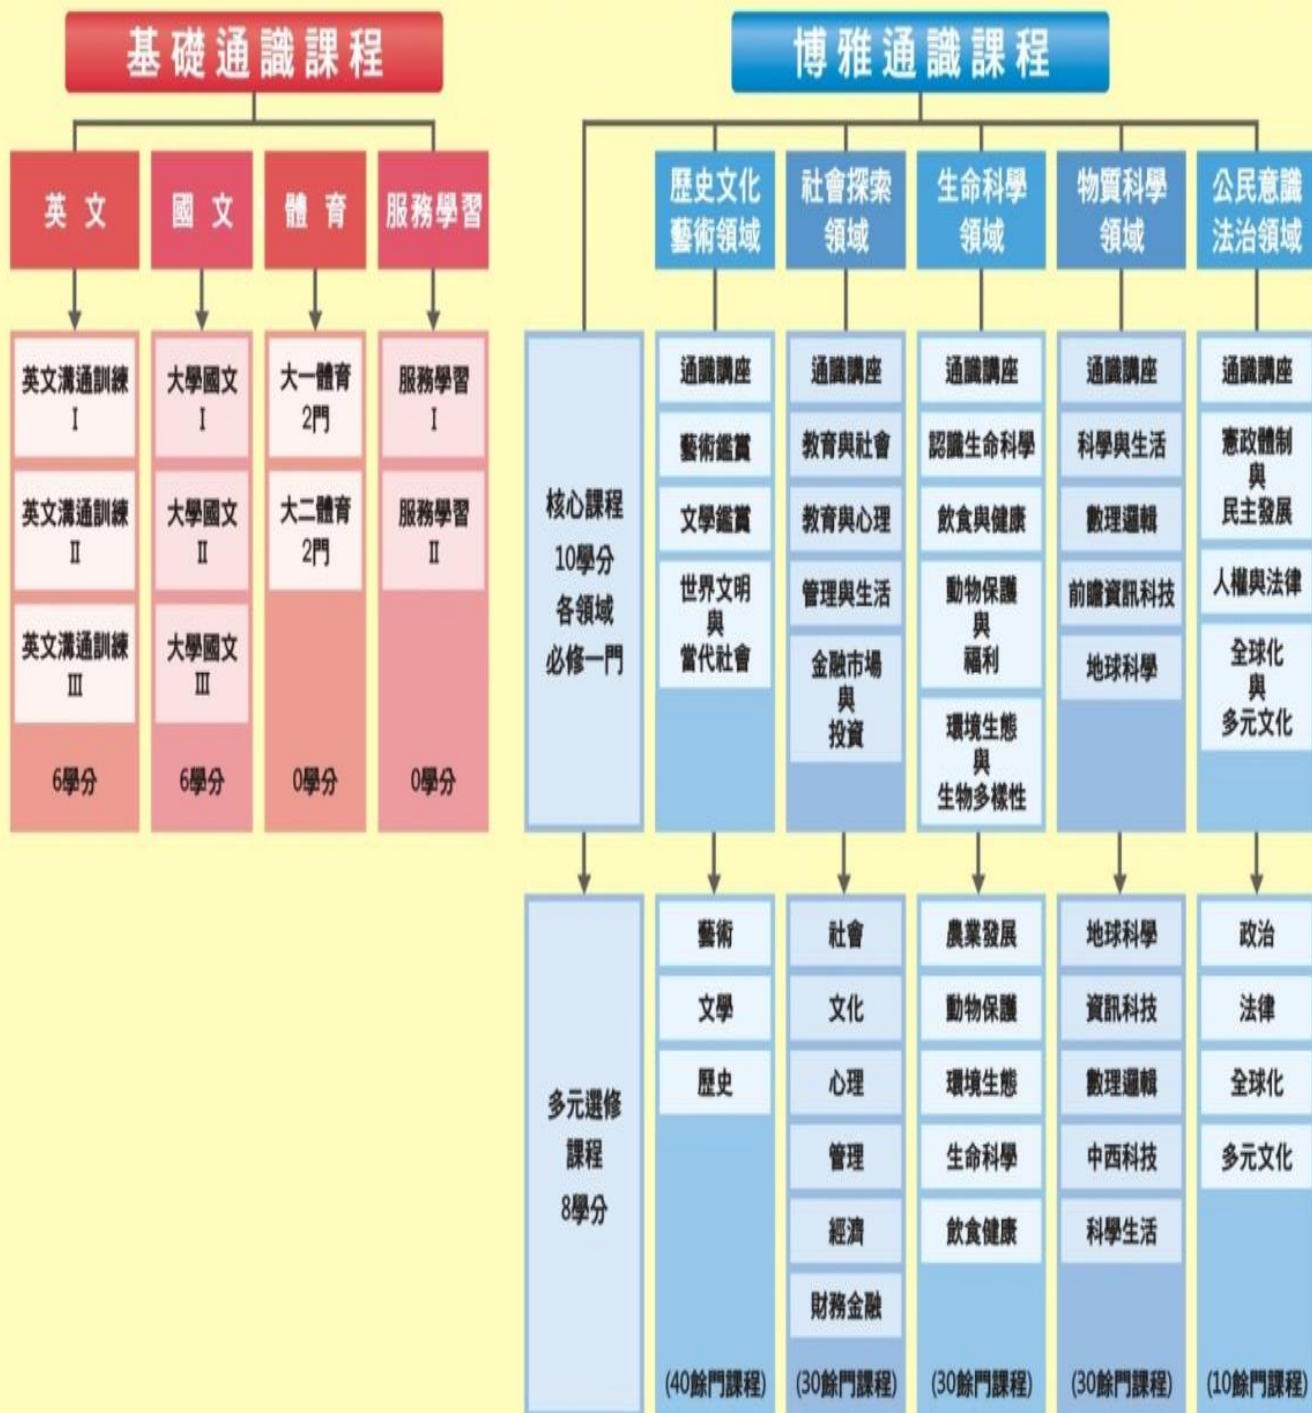 基礎通識課程
英文
國文
體育
服務學習
英文溝通訓練
I
英文溝通訓練
II
英文溝通訓練
III
6學分
大學國文
I
大學國文
II
大學國文
III
6學分
大一體育
2門
大二體育
2門
0學分
服務學習
I
服務學習
II
0學分
博雅通識課程
歷史文化
藝術領域
社會探索
領域
生命科學
領域
物質科學
領域
公民意識
法治領域
核心課程
10學分
各領域
必修一門
通識講座
藝術鑑賞
文學鑑賞
世界文明
與
當代社會
通識講座
教育與社會
教育與心理
管理與生活
金融市場
與
投資
通識講座
認識生命科學
飲食與健康
動物保護
與
福利
環境生態
與
生物多樣性
通識講座
科學與生活
數理邏輯
前瞻資訊科技
地球科學
通識講座
憲政體制
與
民主發展
人權與法律
全球化
與
多元文化
多元選修
課程
8學分
藝術
文學
歷史
(40餘門課程)
社會
文化
心理
管理
經濟
財務金融
(30餘門課程)
農業發展
動物保護
環境生態
生命科學
飲食健康
(30餘門課程)
地球科學
資訊科技
數理邏輯
中西科技
科學生活
(30餘門課程)
政治
法律
全球化
多元文化
(10餘門課程)